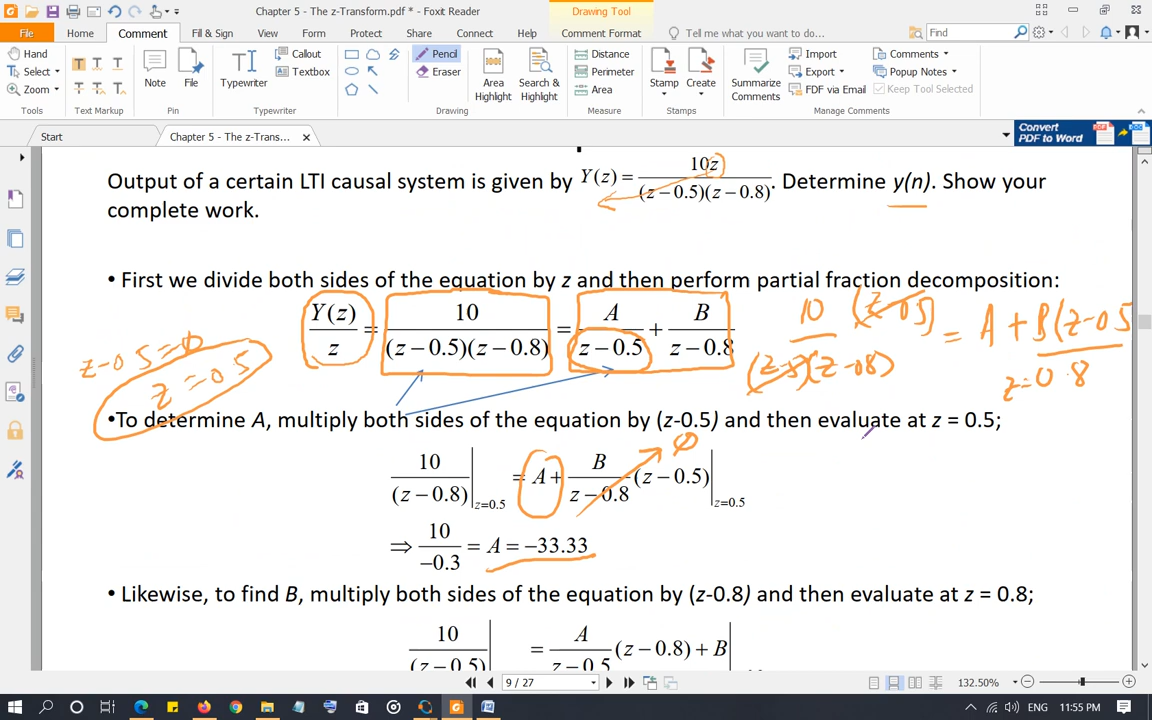 Chapter 5 - The z-Transform.pdf * - Foxit Reader
Drawing Tool
File Home Comment Fill & Sign View Form Protect Share Connect Help Comment Format Tell me what you want to do... Find
Hand
Select
Zoom
Tools
T T T
Text Markup
Note
File
Pin
Typewriter
Callout
Textbox
Typewriter
Pencil
Eraser
Drawing
Area Highlight
Search & Highlight
Distance
Perimeter
Area
Measure
Stamp
Create
Stamps
Summarize Comments
Import
Export
FDF via Email
Comments
Popup Notes
Keep Tool Selected
Manage Comments
Start
Chapter 5 - The z-Trans...
Convert PDF to Word
Output of a certain LTI causal system is given by Y(z) = 10z / (z − 0.5)(z − 0.8). Determine y(n). Show your
complete work.
• First we divide both sides of the equation by z and then perform partial fraction decomposition:
Y(z)/z = 10 / (z − 0.5)(z − 0.8) = A / z − 0.5 + B / z − 0.8
z-0.5=0
z=0.5
10 (z-0.5) / (z-.5)(z-0.8) = A + B(z-0.5 / z=0.8
•To determine A, multiply both sides of the equation by (z-0.5) and then evaluate at z = 0.5;
10 / (z − 0.8) | z=0.5 = A + B / z − 0.8 (z − 0.5) | z=0.5
0
⇒ 10 / −0.3 = A = −33.33
• Likewise, to find B, multiply both sides of the equation by (z-0.8) and then evaluate at z = 0.8;
10 / (z − 0.5) | = A / z − 0.5 (z − 0.8) + B |
9 / 27
132.50%
ENG 11:55 PM